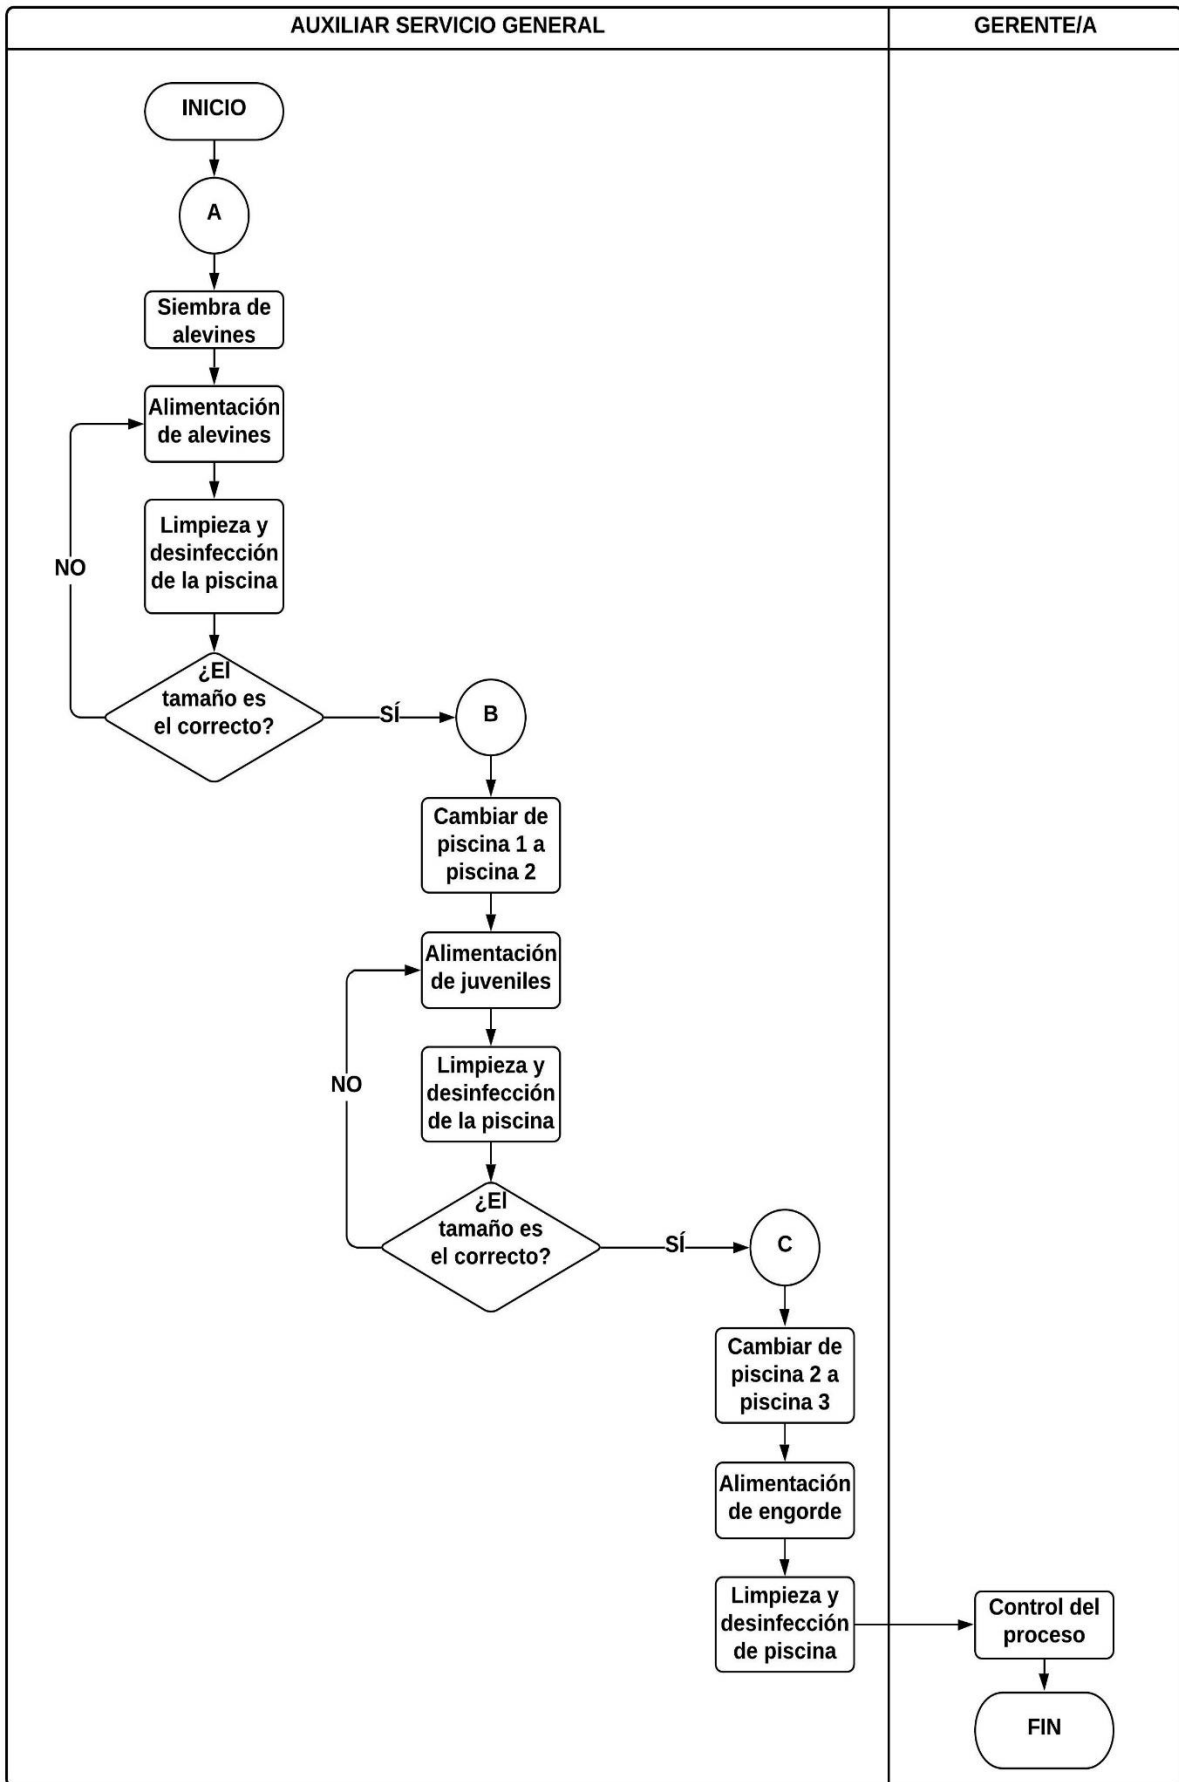 AUXILIAR SERVICIO GENERAL
GERENTE/A
INICIO
A
Siembra de
alevines
Alimentación
de alevines
Limpieza y
desinfección
de la piscina
NO
¿El
tamaño es
el correcto?
SÍ
B
Cambiar de
piscina 1 a
piscina 2
Alimentación
de juveniles
Limpieza y
desinfección
de la piscina
NO
¿El
tamaño es
el correcto?
SÍ
C
Cambiar de
piscina 2 a
piscina 3
Alimentación
de engorde
Limpieza y
desinfección
de piscina
Control del
proceso
FIN